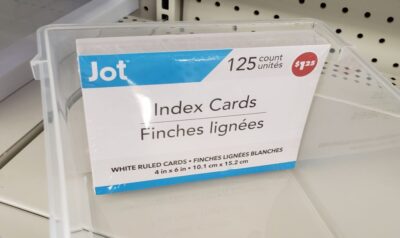 Jot™
125 count
unités
$1.25
Index Cards
Finches lignées
WHITE RULED CARDS • FINCHES LIGNÉES BLANCHES
4 in x 6 in • 10.1 cm x 15.2 cm